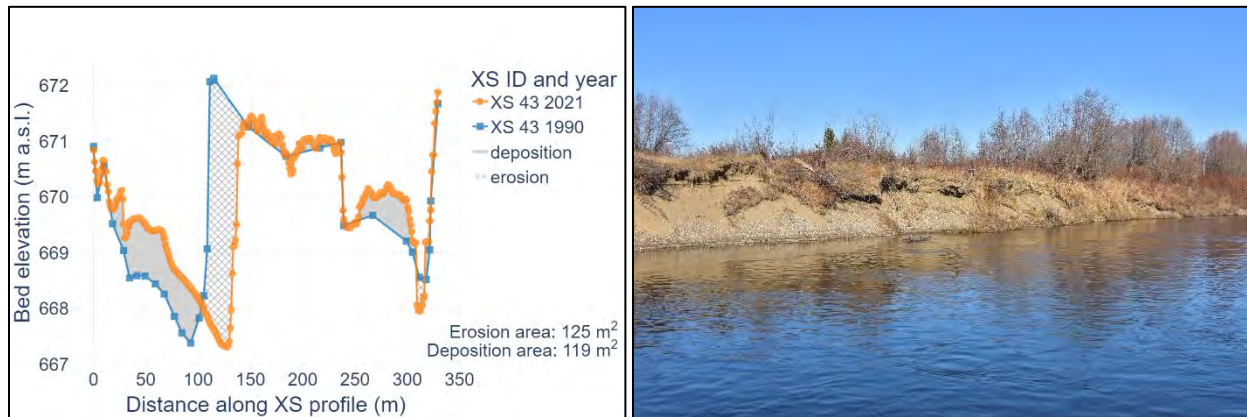 672
671
670
669
668
667
Bed elevation (m a.s.l.)
XS ID and year
XS 43 2021
XS 43 1990
deposition
erosion
Erosion area: 125 m²
Deposition area: 119 m²
0 50 100 150 200 250 300 350
Distance along XS profile (m)